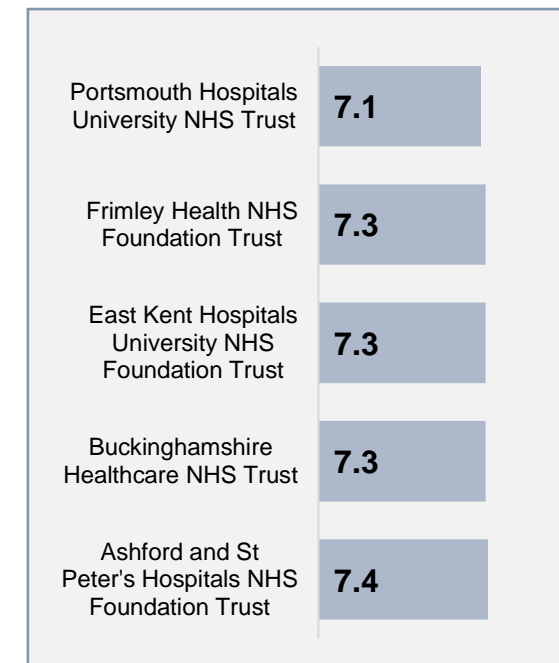 Portsmouth Hospitals
University NHS Trust
7.1
Frimley Health NHS
Foundation Trust
7.3
East Kent Hospitals
University NHS
Foundation Trust
7.3
Buckinghamshire
Healthcare NHS Trust
7.3
Ashford and St
Peter's Hospitals NHS
Foundation Trust
7.4